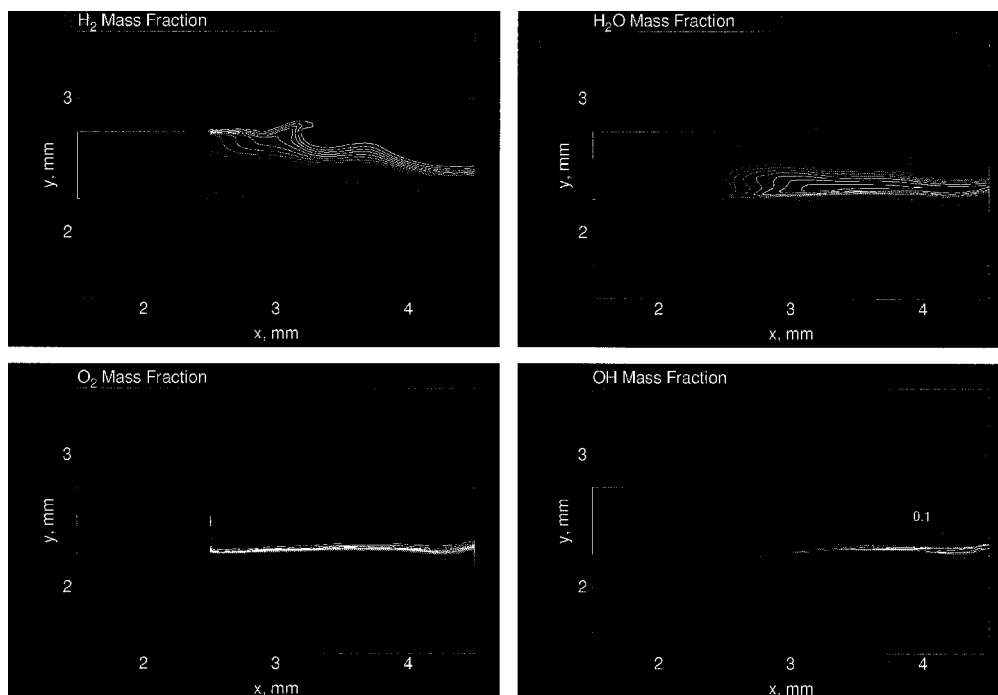 H₂ Mass Fraction
3
2
y, mm
2 3 4
x, mm
H₂O Mass Fraction
3
2
y, mm
2 3 4
x, mm
O₂ Mass Fraction
3
2
y, mm
2 3 4
x, mm
OH Mass Fraction
3
0.1
2
y, mm
2 3 4
x, mm